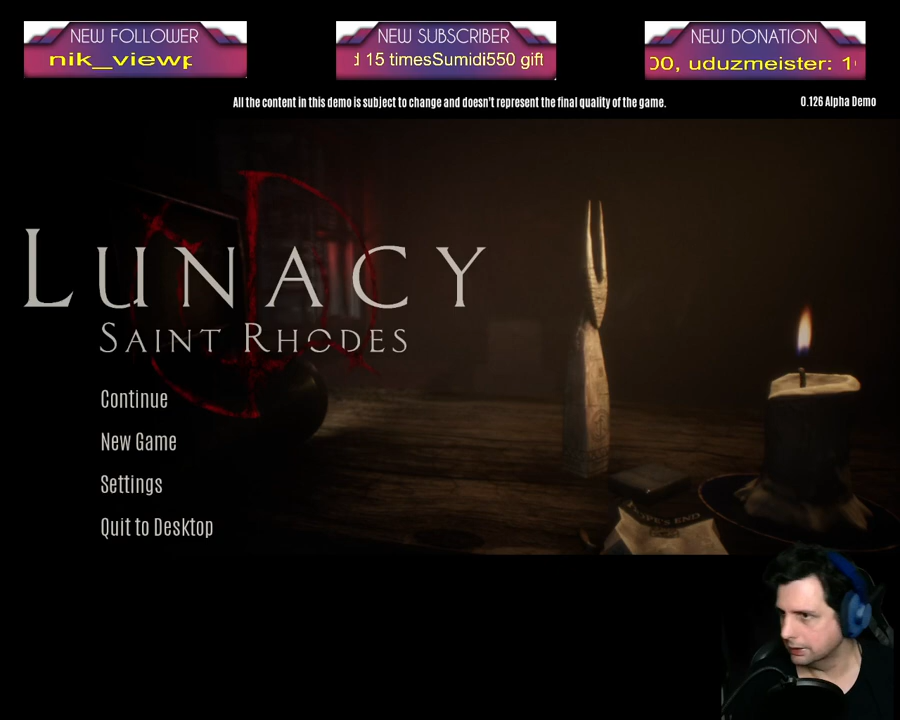 NEW FOLLOWER
NEW SUBSCRIBER
NEW DONATION
nik_viewp
d 15 timesSumidi550 gift
00, uduzmeister: 1
All the content in this demo is subject to change and doesn't represent the final quality of the game.
0.126 Alpha Demo
LUNACY
SAINT RHODES
Continue
New Game
Settings
Quit to Desktop